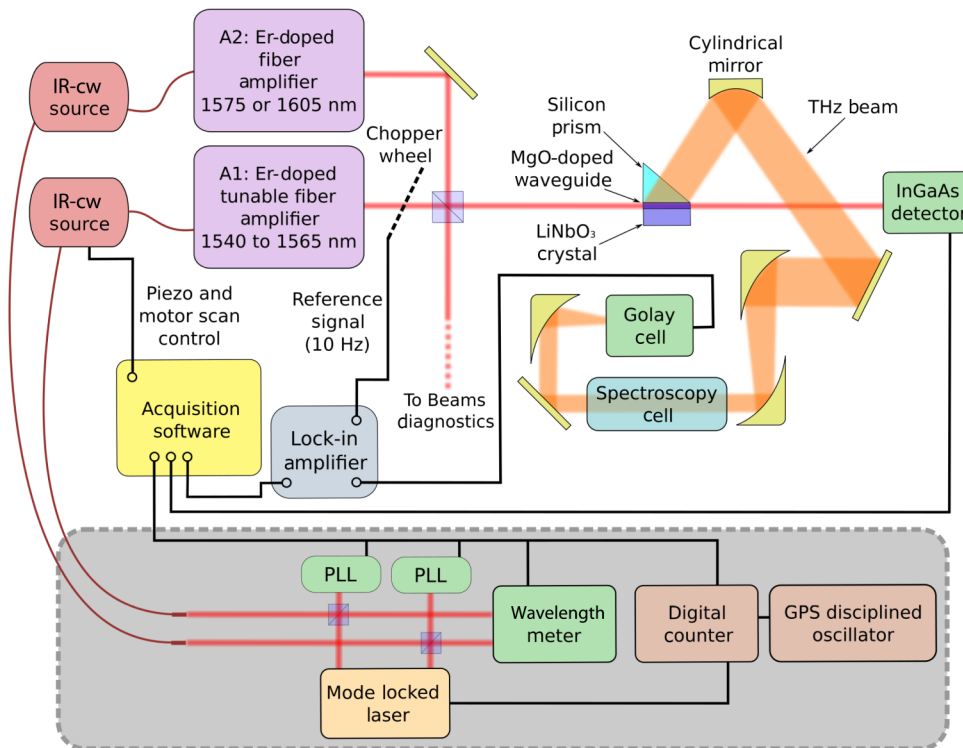 A2: Er-doped
fiber
amplifier
1575 or 1605 nm
IR-cw
source
A1: Er-doped
tunable fiber
amplifier
1540 to 1565 nm
IR-cw
source
Chopper
wheel
Cylindrical
mirror
Silicon
prism
THz beam
MgO-doped
waveguide
LiNbO₃
crystal
InGaAs
detector
Piezo and
motor scan
control
Reference
signal
(10 Hz)
Golay
cell
Spectroscopy
cell
To Beams
diagnostics
Acquisition
software
Lock-in
amplifier
PLL
PLL
Wavelength
meter
Digital
counter
GPS disciplined
oscillator
Mode locked
laser